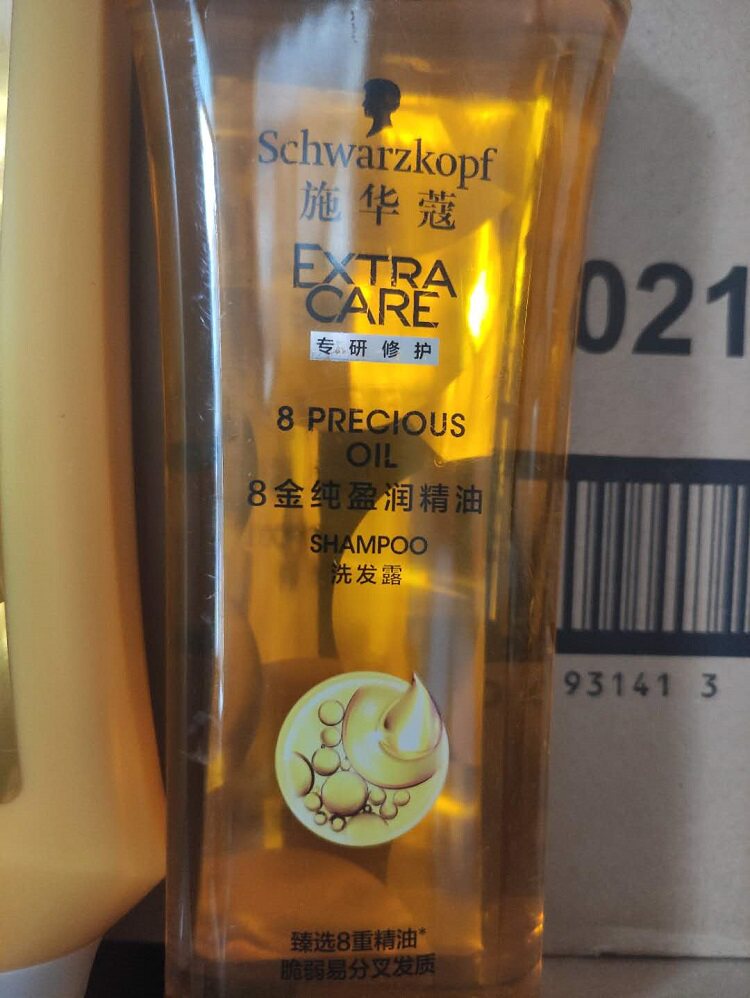 Schwarzkopf
施华蔻
EXTRA
CARE
专研修护
8 PRECIOUS
OIL
8金纯盈润精油
SHAMPOO
洗发露
臻选8重精油*
脆弱易分叉发质
021
93141 3